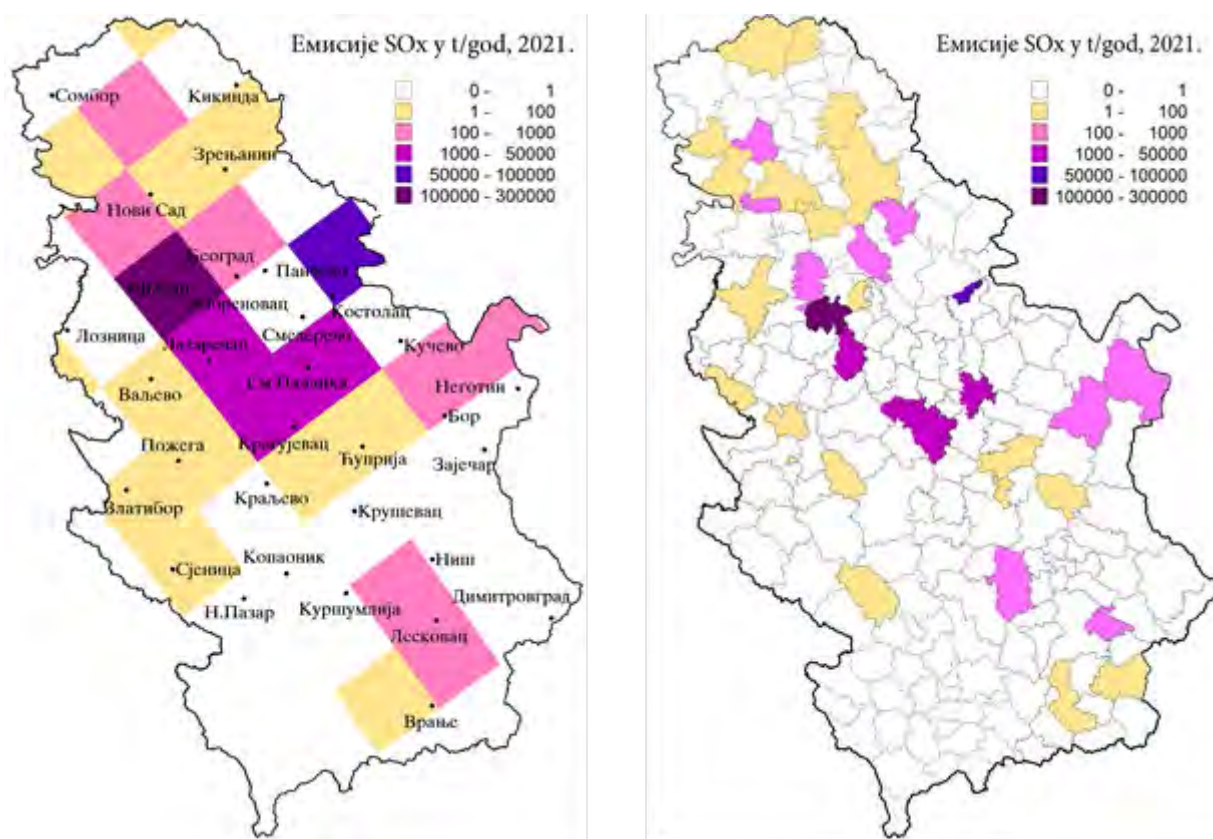 Емисије SOx у t/god, 2021.
0 - 1
1 - 100
100 - 1000
1000 - 50000
50000 - 100000
100000 - 300000
Сомбор
Кикинда
Зрењанин
Нови Сад
Београд
Костолац
Лозница
Смедерево
Кучево
Лазаревац
Ваљево
См.Паланка
Неготин
Бор
Пожега
Крагујевац
Ћуприја
Зајечар
Златибор
Краљево
Крушевац
Сјеница
Копаоник
Ниш
Н.Пазар
Куршумлија
Димитровград
Лесковац
Врање
Емисије SOx у t/god, 2021.
0 - 1
1 - 100
100 - 1000
1000 - 50000
50000 - 100000
100000 - 300000